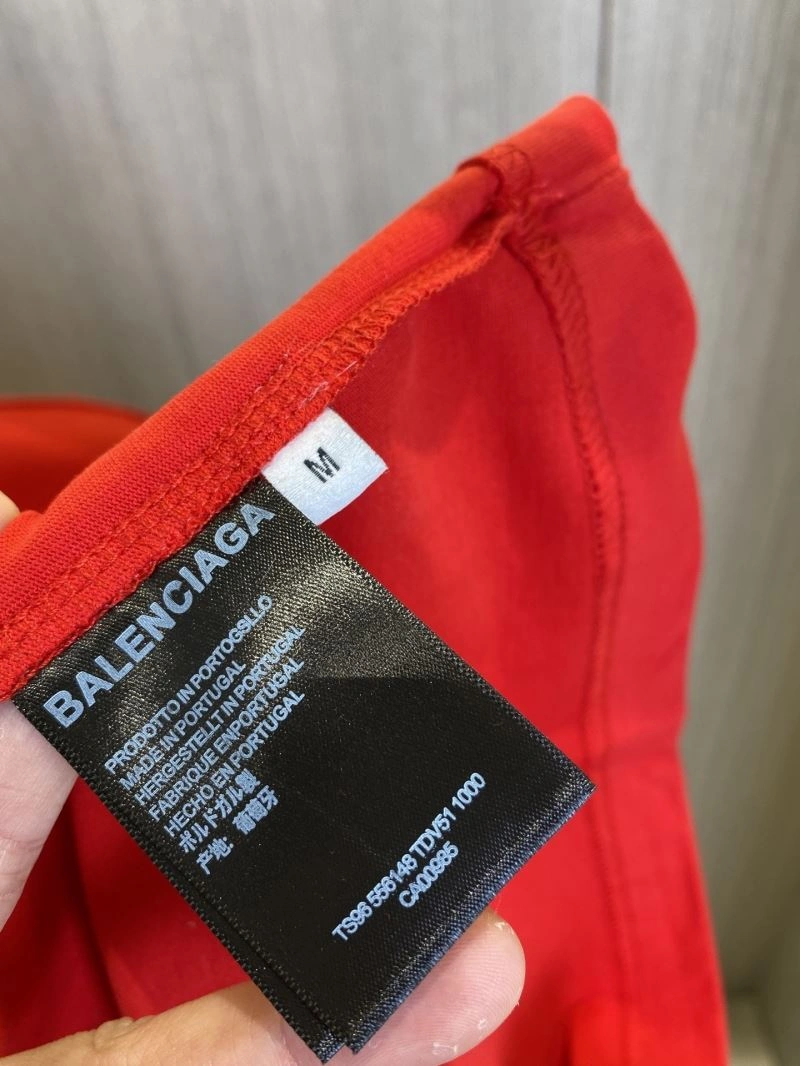 M
BALENCIAGA
PRODOTTO IN PORTOGSLLO
MADE IN PORTUGAL
HERGESTELLT IN PORTUGAL
FABRIQUE EN PORTUGAL
HECHO EN PORTUGAL
ポルドガル製
产地: 葡萄牙
TS96 556148 TDV51 1000
CA00985